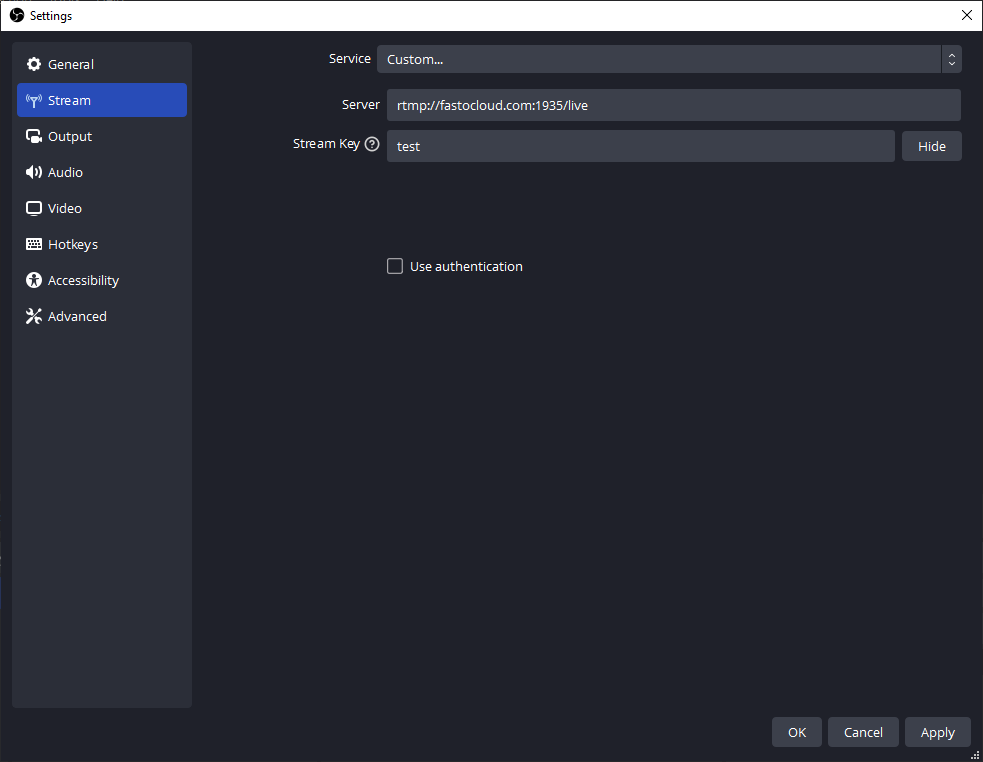 Settings
General
Stream
Output
Audio
Video
Hotkeys
Accessibility
Advanced
Service Custom...
Server rtmp://fastocloud.com:1935/live
Stream Key ? test Hide
Use authentication
OK Cancel Apply